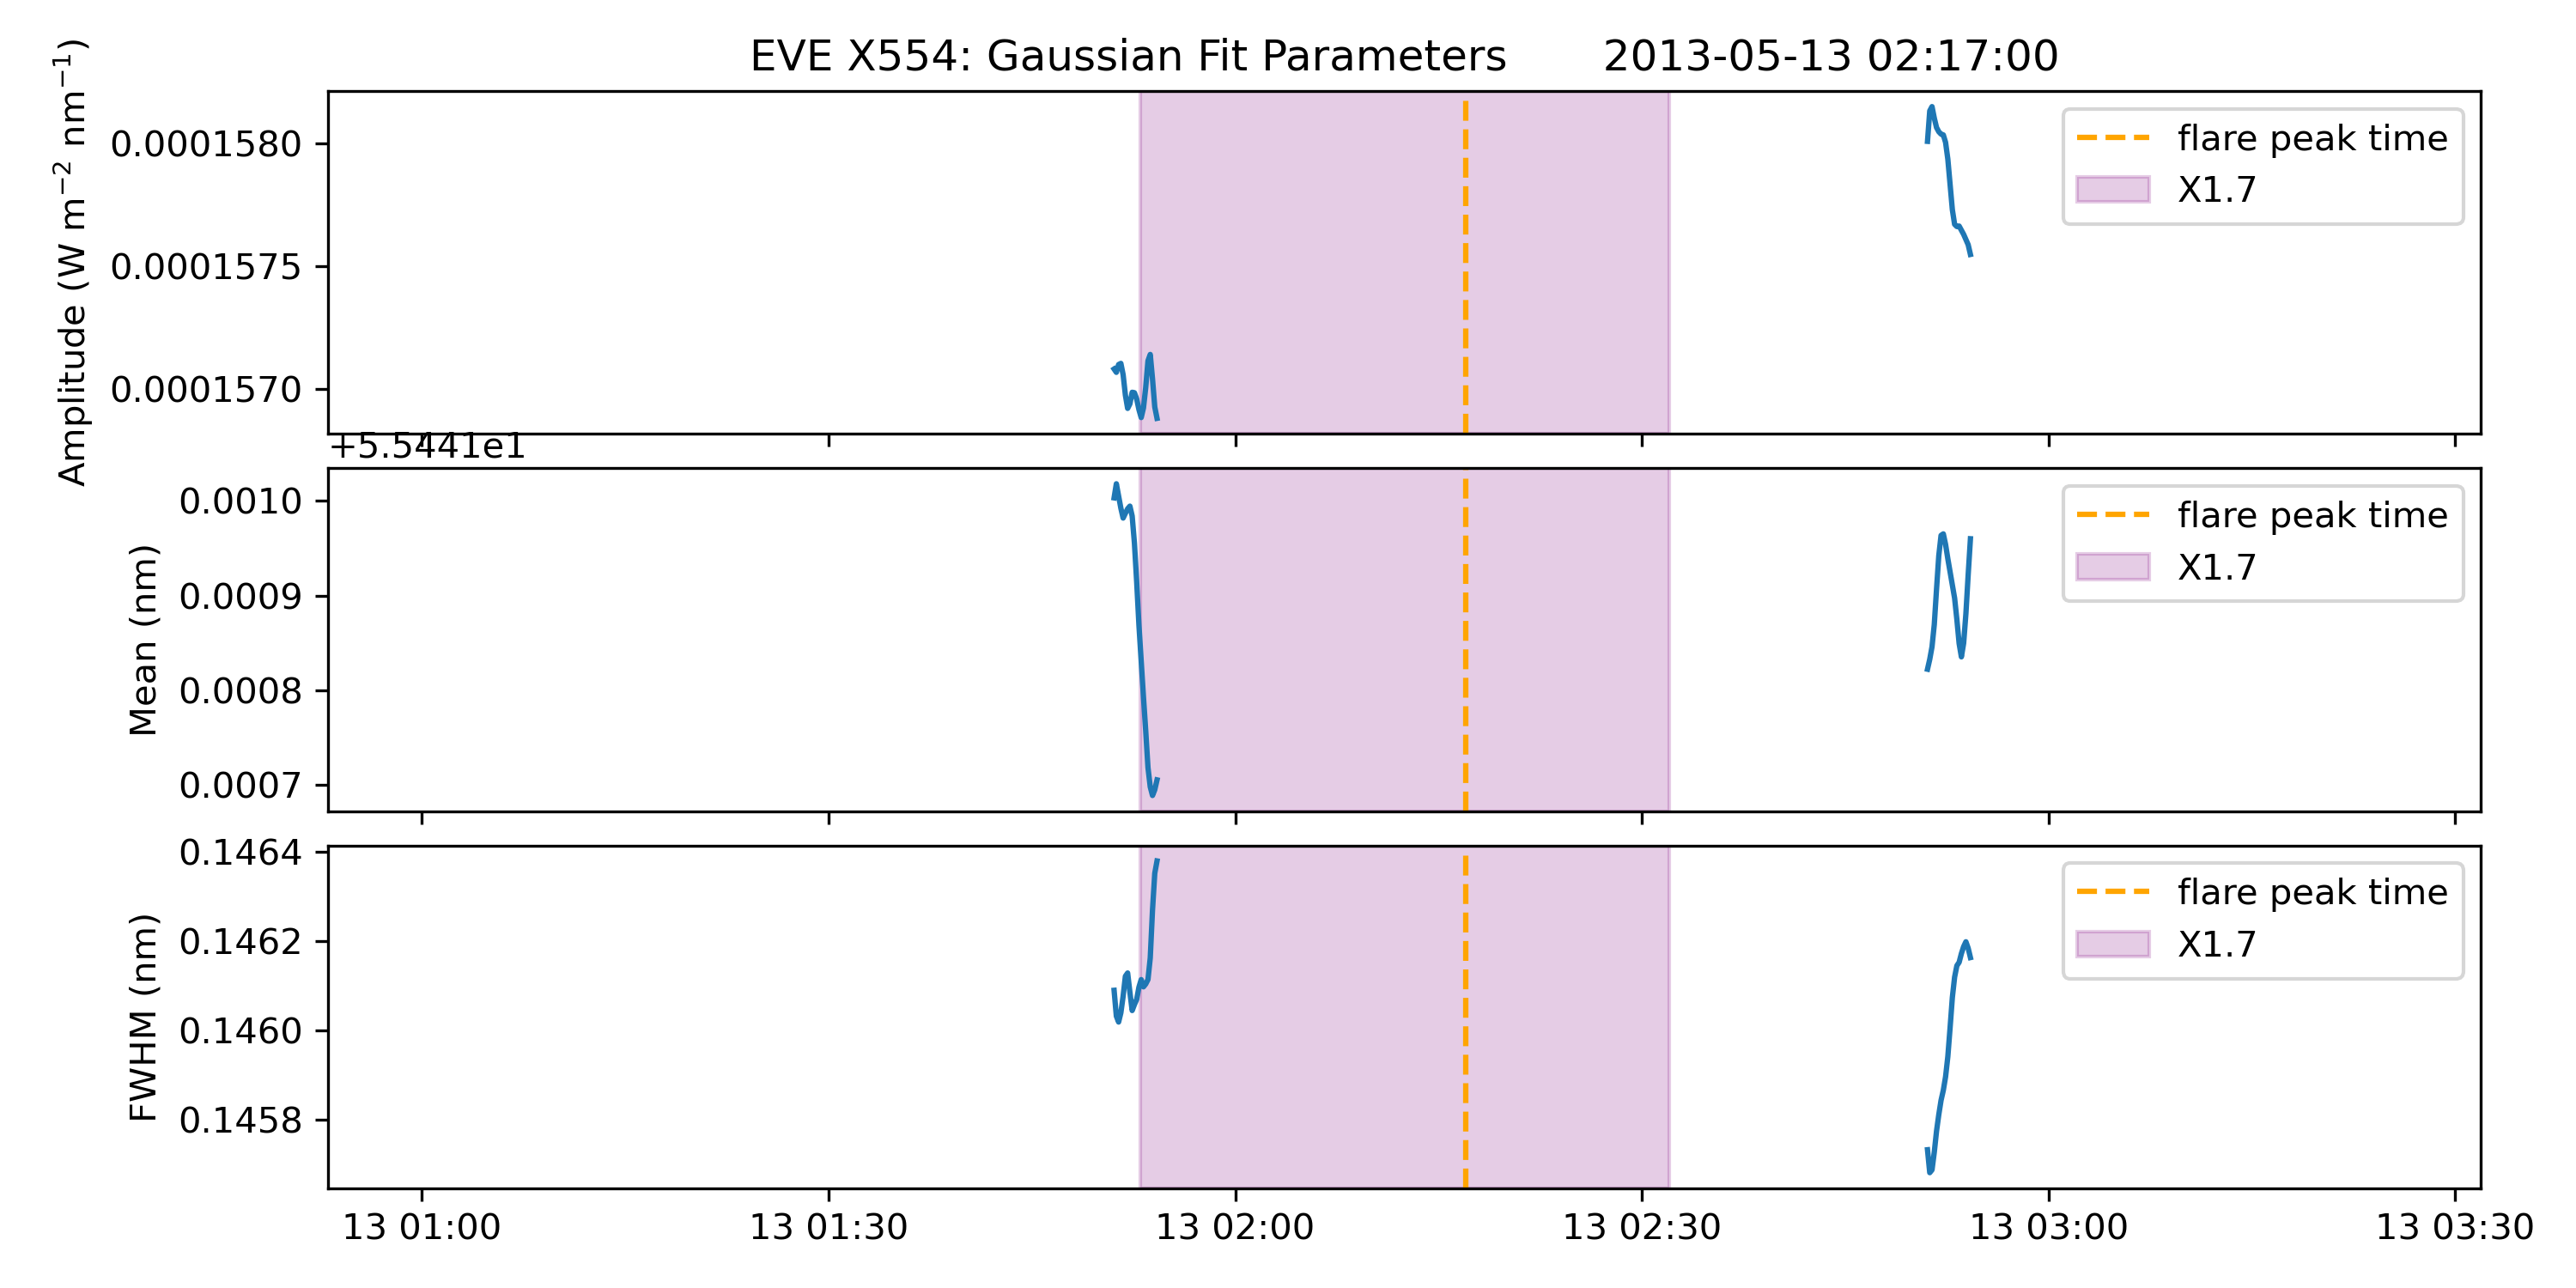 EVE X554: Gaussian Fit Parameters 2013-05-13 02:17:00
Amplitude (W m⁻² nm⁻¹)
0.0001580
0.0001575
0.0001570
flare peak time
X1.7
+5.5441e1
Mean (nm)
0.0010
0.0009
0.0008
0.0007
flare peak time
X1.7
FWHM (nm)
0.1464
0.1462
0.1460
0.1458
flare peak time
X1.7
13 01:00 13 01:30 13 02:00 13 02:30 13 03:00 13 03:30